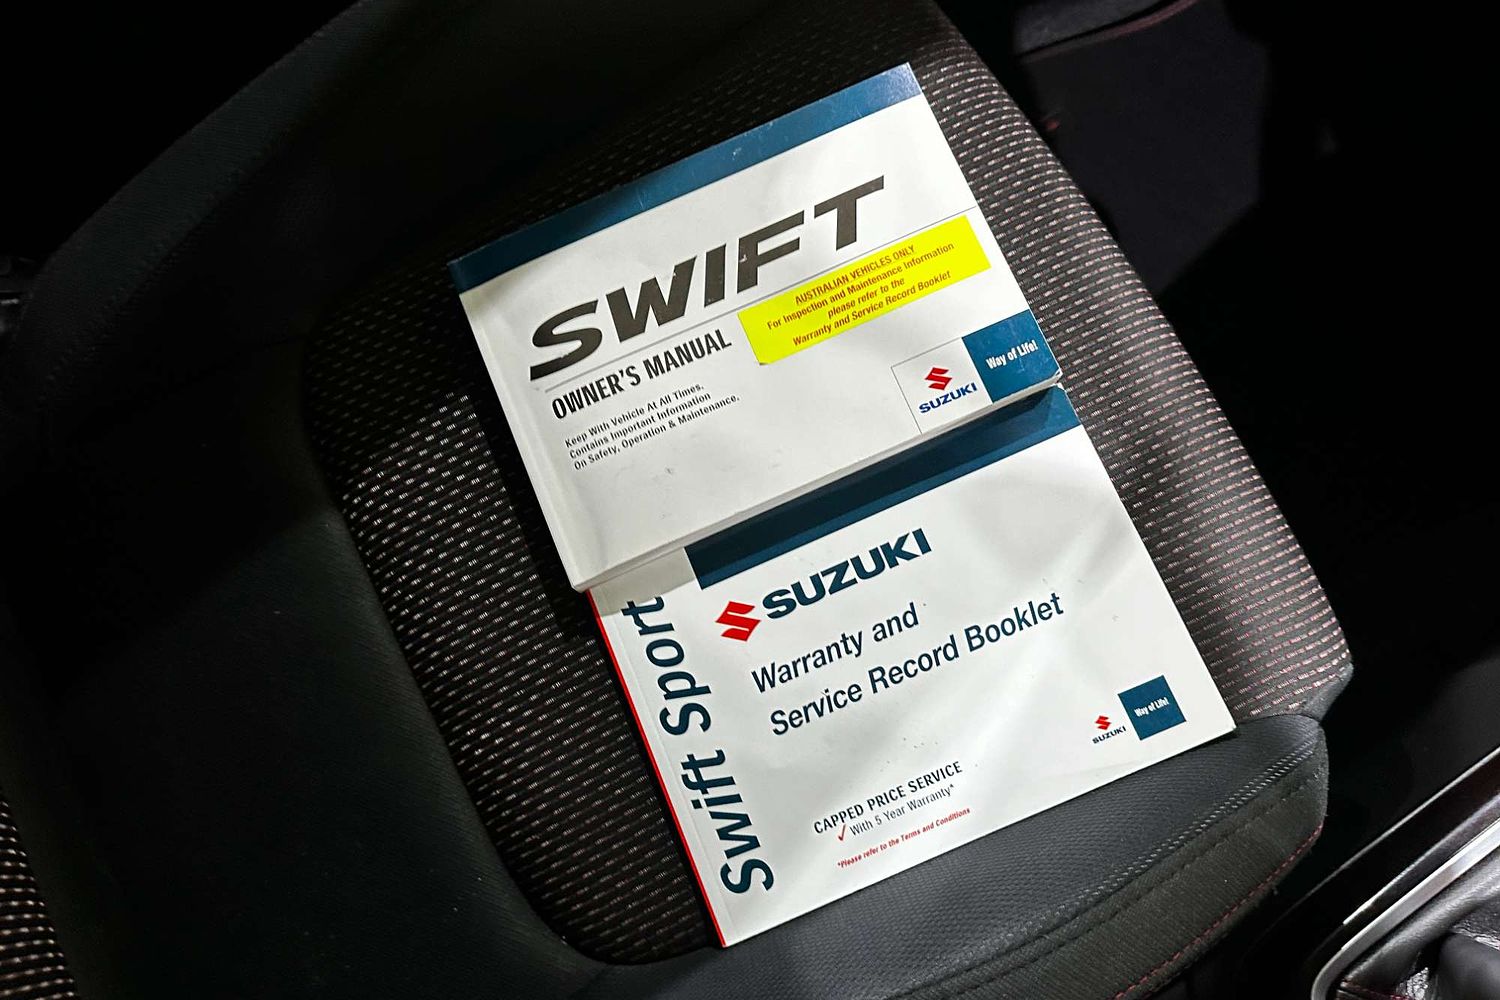 SWIFT
OWNER'S MANUAL
Keep With Vehicle At All Times.
Contains Important Information
On Safety, Operation & Maintenance.
AUSTRALIAN VEHICLES ONLY
For Inspection and Maintenance Information
please refer to the
Warranty and Service Record Booklet
SUZUKI
Way of Life!
Swift Sport
SUZUKI
Warranty and
Service Record Booklet
CAPPED PRICE SERVICE
With 5 Year Warranty*
*Please refer to the Terms and Conditions
SUZUKI
Way of Life!